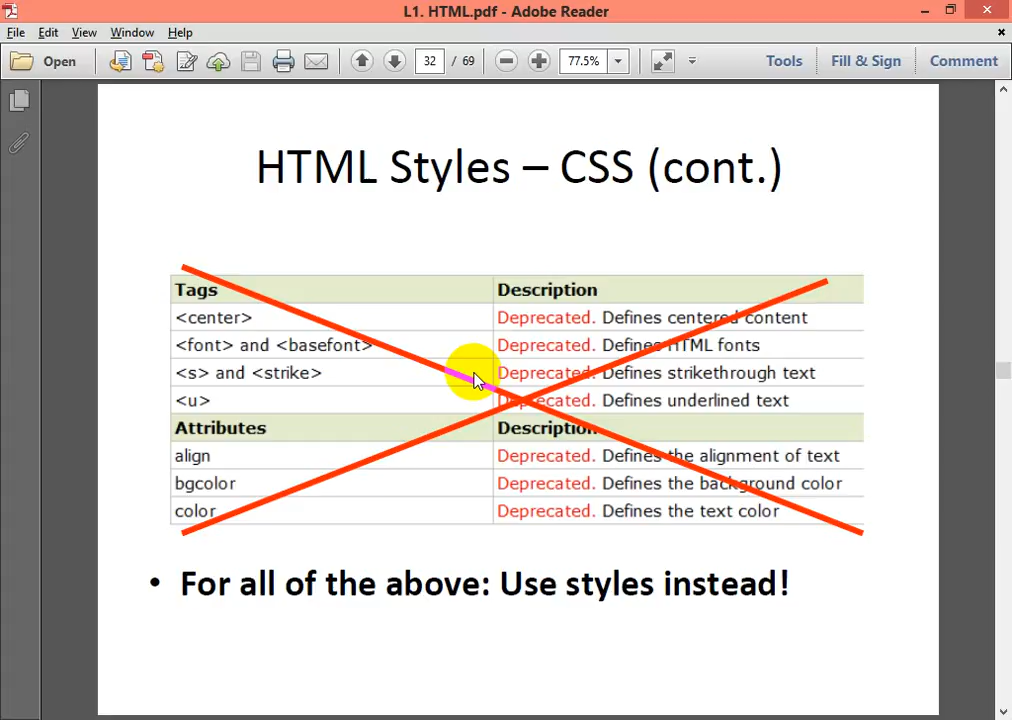 L1. HTML.pdf - Adobe Reader
File Edit View Window Help
Open 32 / 69 77.5% Tools Fill & Sign Comment
HTML Styles – CSS (cont.)
Tags Description
<center> Deprecated. Defines centered content
<font> and <basefont> Deprecated. Defines HTML fonts
<s> and <strike> Deprecated. Defines strikethrough text
<u> Deprecated. Defines underlined text
Attributes Description
align Deprecated. Defines the alignment of text
bgcolor Deprecated. Defines the background color
color Deprecated. Defines the text color
• For all of the above: Use styles instead!